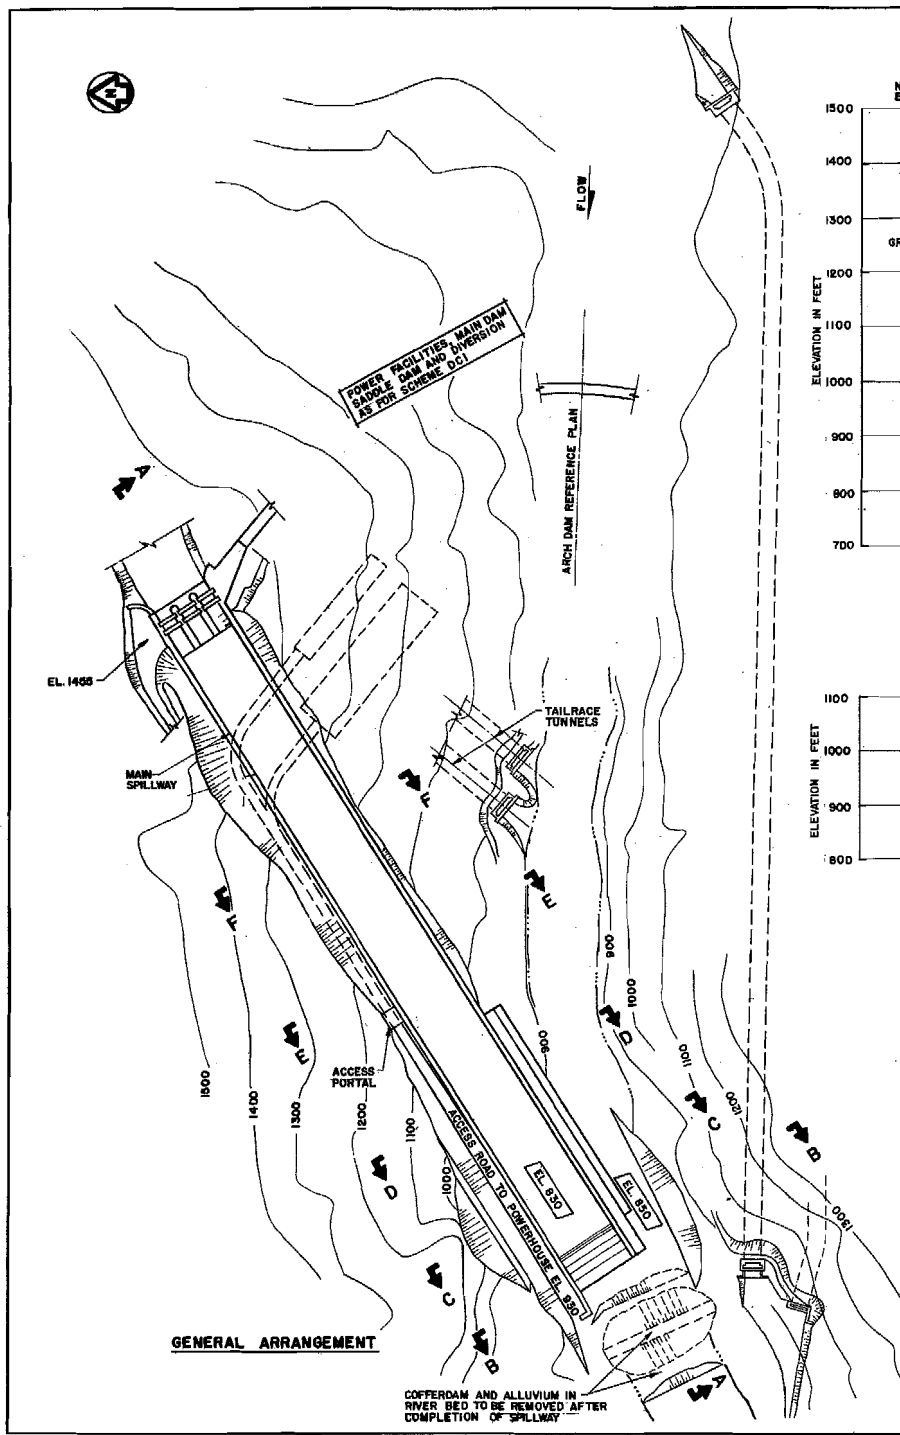 N
FLOW
POWER FACILITIES, MAIN DAM
SADDLE DAM AND DIVERSION
AS FOR SCHEME DC1
ARCH DAM REFERENCE PLAN
A
EL. 1455
MAIN
SPILLWAY
TAILRACE
TUNNELS
F
E
F
E
D
C
B
ACCESS
PORTAL
900
900
1000
1100
1200
1300
1500
1400
1300
1200
1100
1000
ACCESS ROAD TO POWERHOUSE EL 930
EL 830
EL 850
D
C
B
A
GENERAL ARRANGEMENT
COFFERDAM AND ALLUVIUM IN
RIVER BED TO BE REMOVED AFTER
COMPLETION OF SPILLWAY
1500
1400
1300
GR
1200
1100
1000
900
800
700
ELEVATION IN FEET
1100
1000
900
800
ELEVATION IN FEET